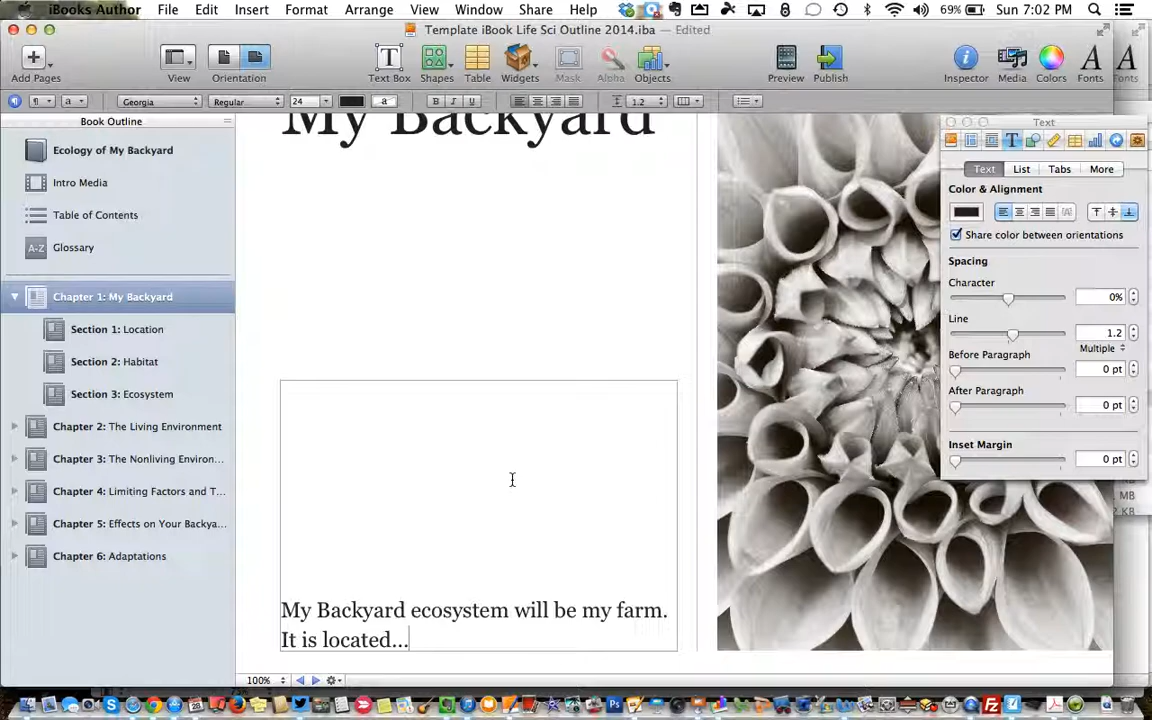 iBooks Author File Edit Insert Format Arrange View Window Share Help 69% Sun 7:02 PM
Template iBook Life Sci Outline 2014.iba — Edited
Add Pages View Orientation Text Box Shapes Table Widgets Mask Alpha Objects Preview Publish Inspector Media Colors Fonts Fonts
¶ a Georgia Regular 24 a B I U 1.2
Book Outline
Ecology of My Backyard
Intro Media
Table of Contents
A-Z Glossary
Chapter 1: My Backyard
Section 1: Location
Section 2: Habitat
Section 3: Ecosystem
Chapter 2: The Living Environment
Chapter 3: The Nonliving Environ...
Chapter 4: Limiting Factors and T...
Chapter 5: Effects on Your Backya...
Chapter 6: Adaptations
My Backyard
My Backyard ecosystem will be my farm.
It is located...
100%
Text
T
Text List Tabs More
Color & Alignment
Share color between orientations
Spacing
Character
0%
Line
1.2
Multiple
Before Paragraph
0 pt
After Paragraph
0 pt
Inset Margin
0 pt
MB
KB